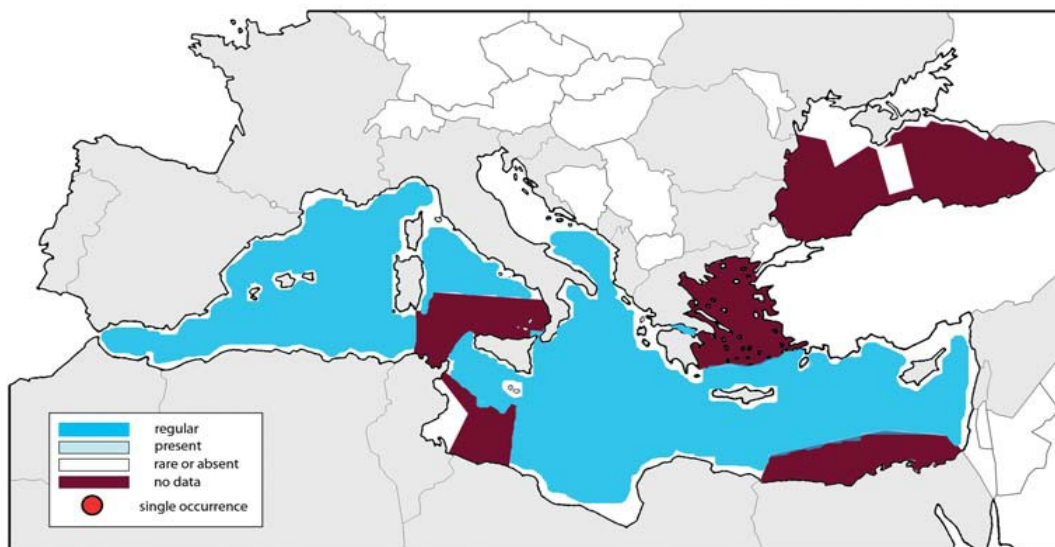 regular
present
rare or absent
no data
single occurrence